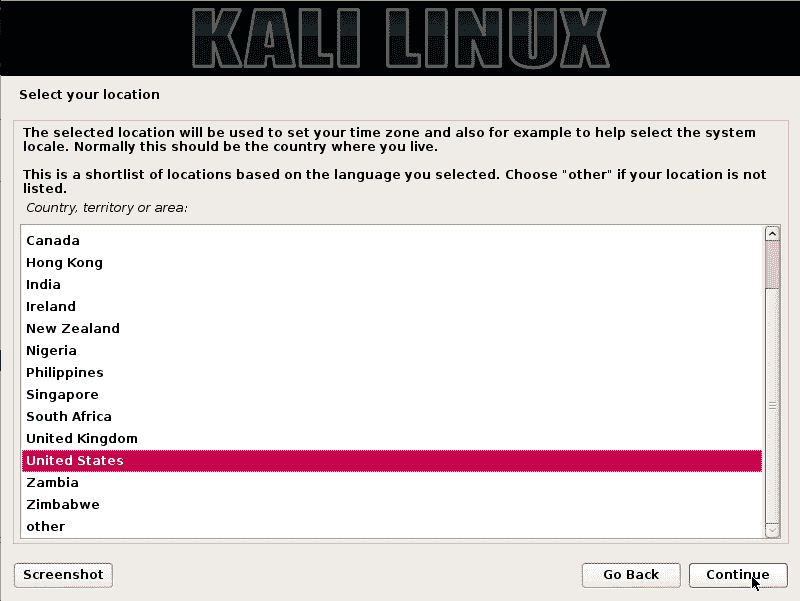 KALI LINUX
Select your location
The selected location will be used to set your time zone and also for example to help select the system
locale. Normally this should be the country where you live.
This is a shortlist of locations based on the language you selected. Choose "other" if your location is not
listed.
Country, territory or area:
Canada
Hong Kong
India
Ireland
New Zealand
Nigeria
Philippines
Singapore
South Africa
United Kingdom
United States
Zambia
Zimbabwe
other
Screenshot
Go Back
Continue